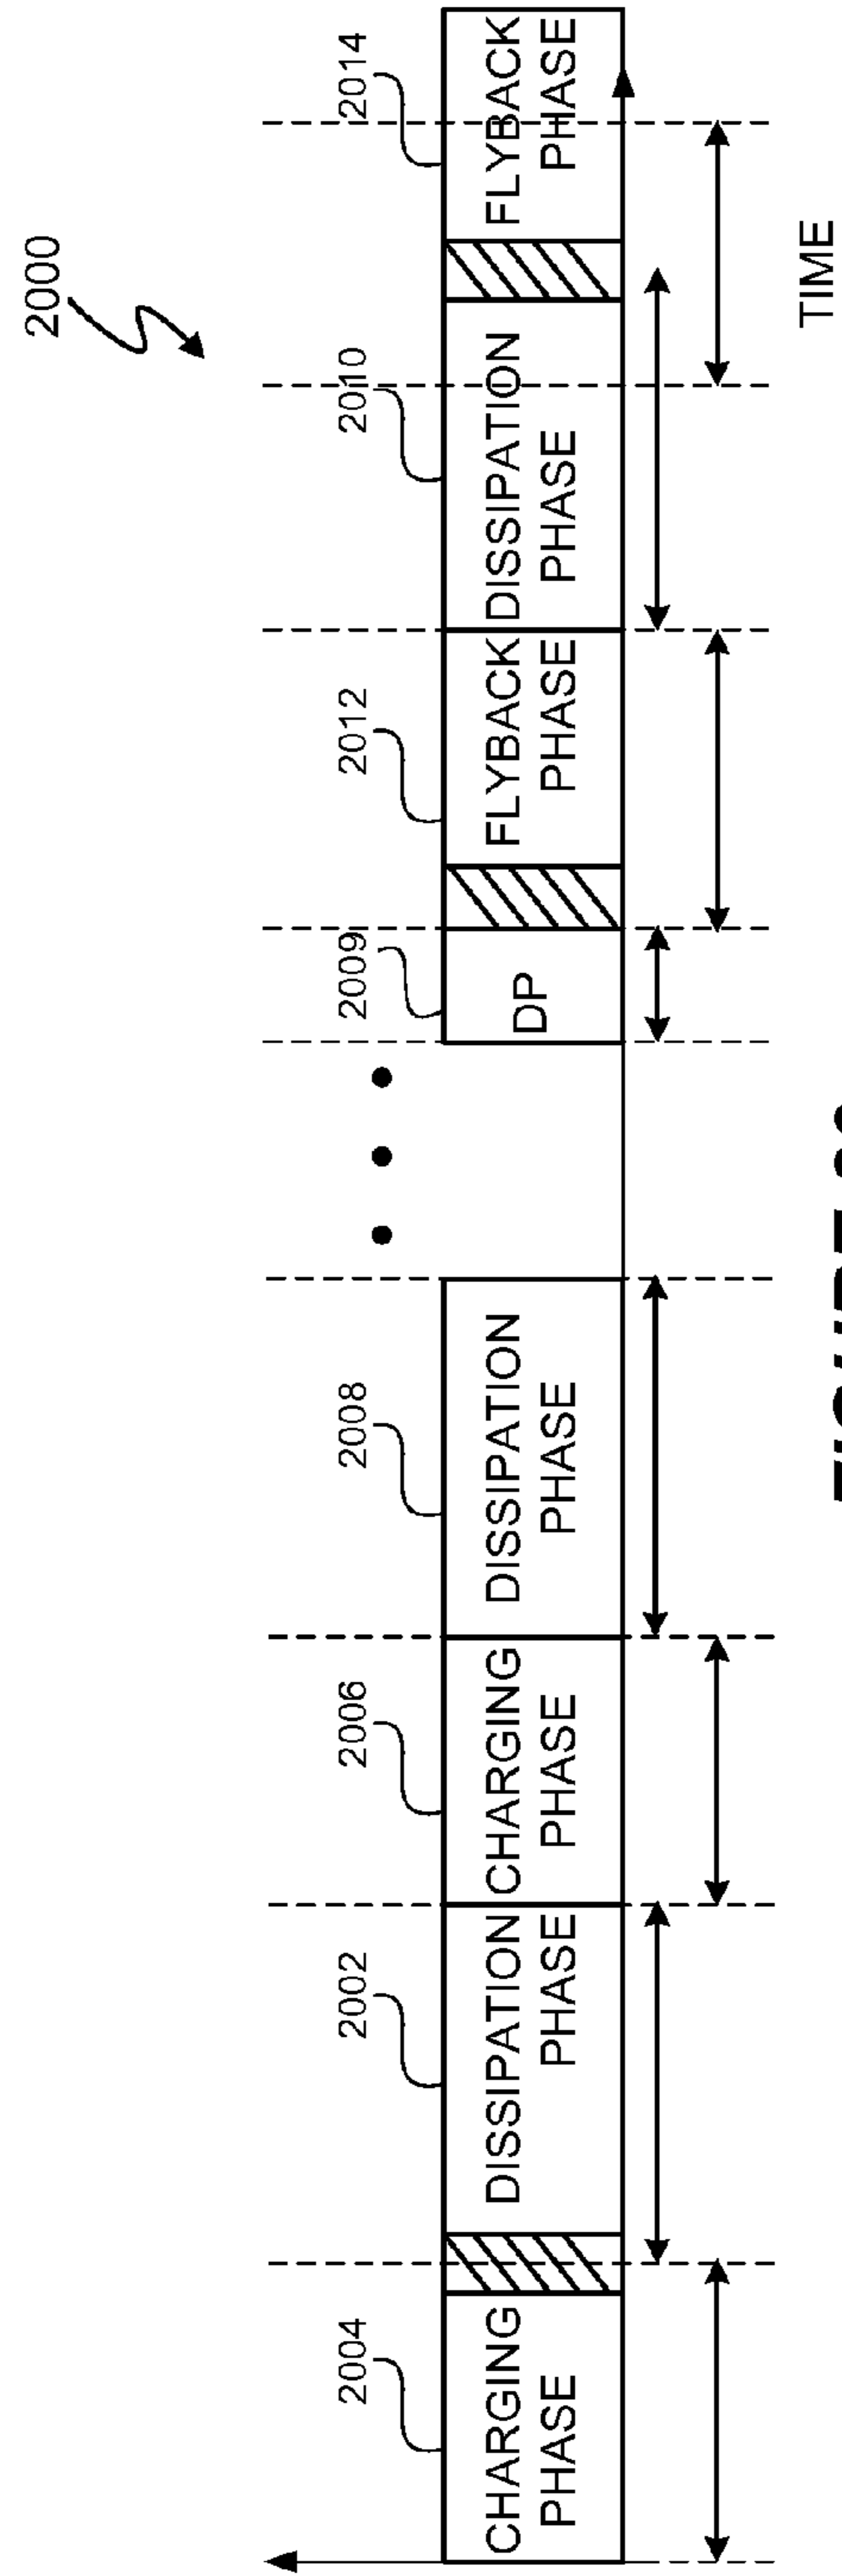 2000
2004
2002
2006
2008
2009
2012
2010
2014
CHARGING
PHASE
DISSIPATION
PHASE
CHARGING
PHASE
DISSIPATION
PHASE
DP
FLYBACK
PHASE
DISSIPATION
PHASE
FLYBACK
PHASE
TIME